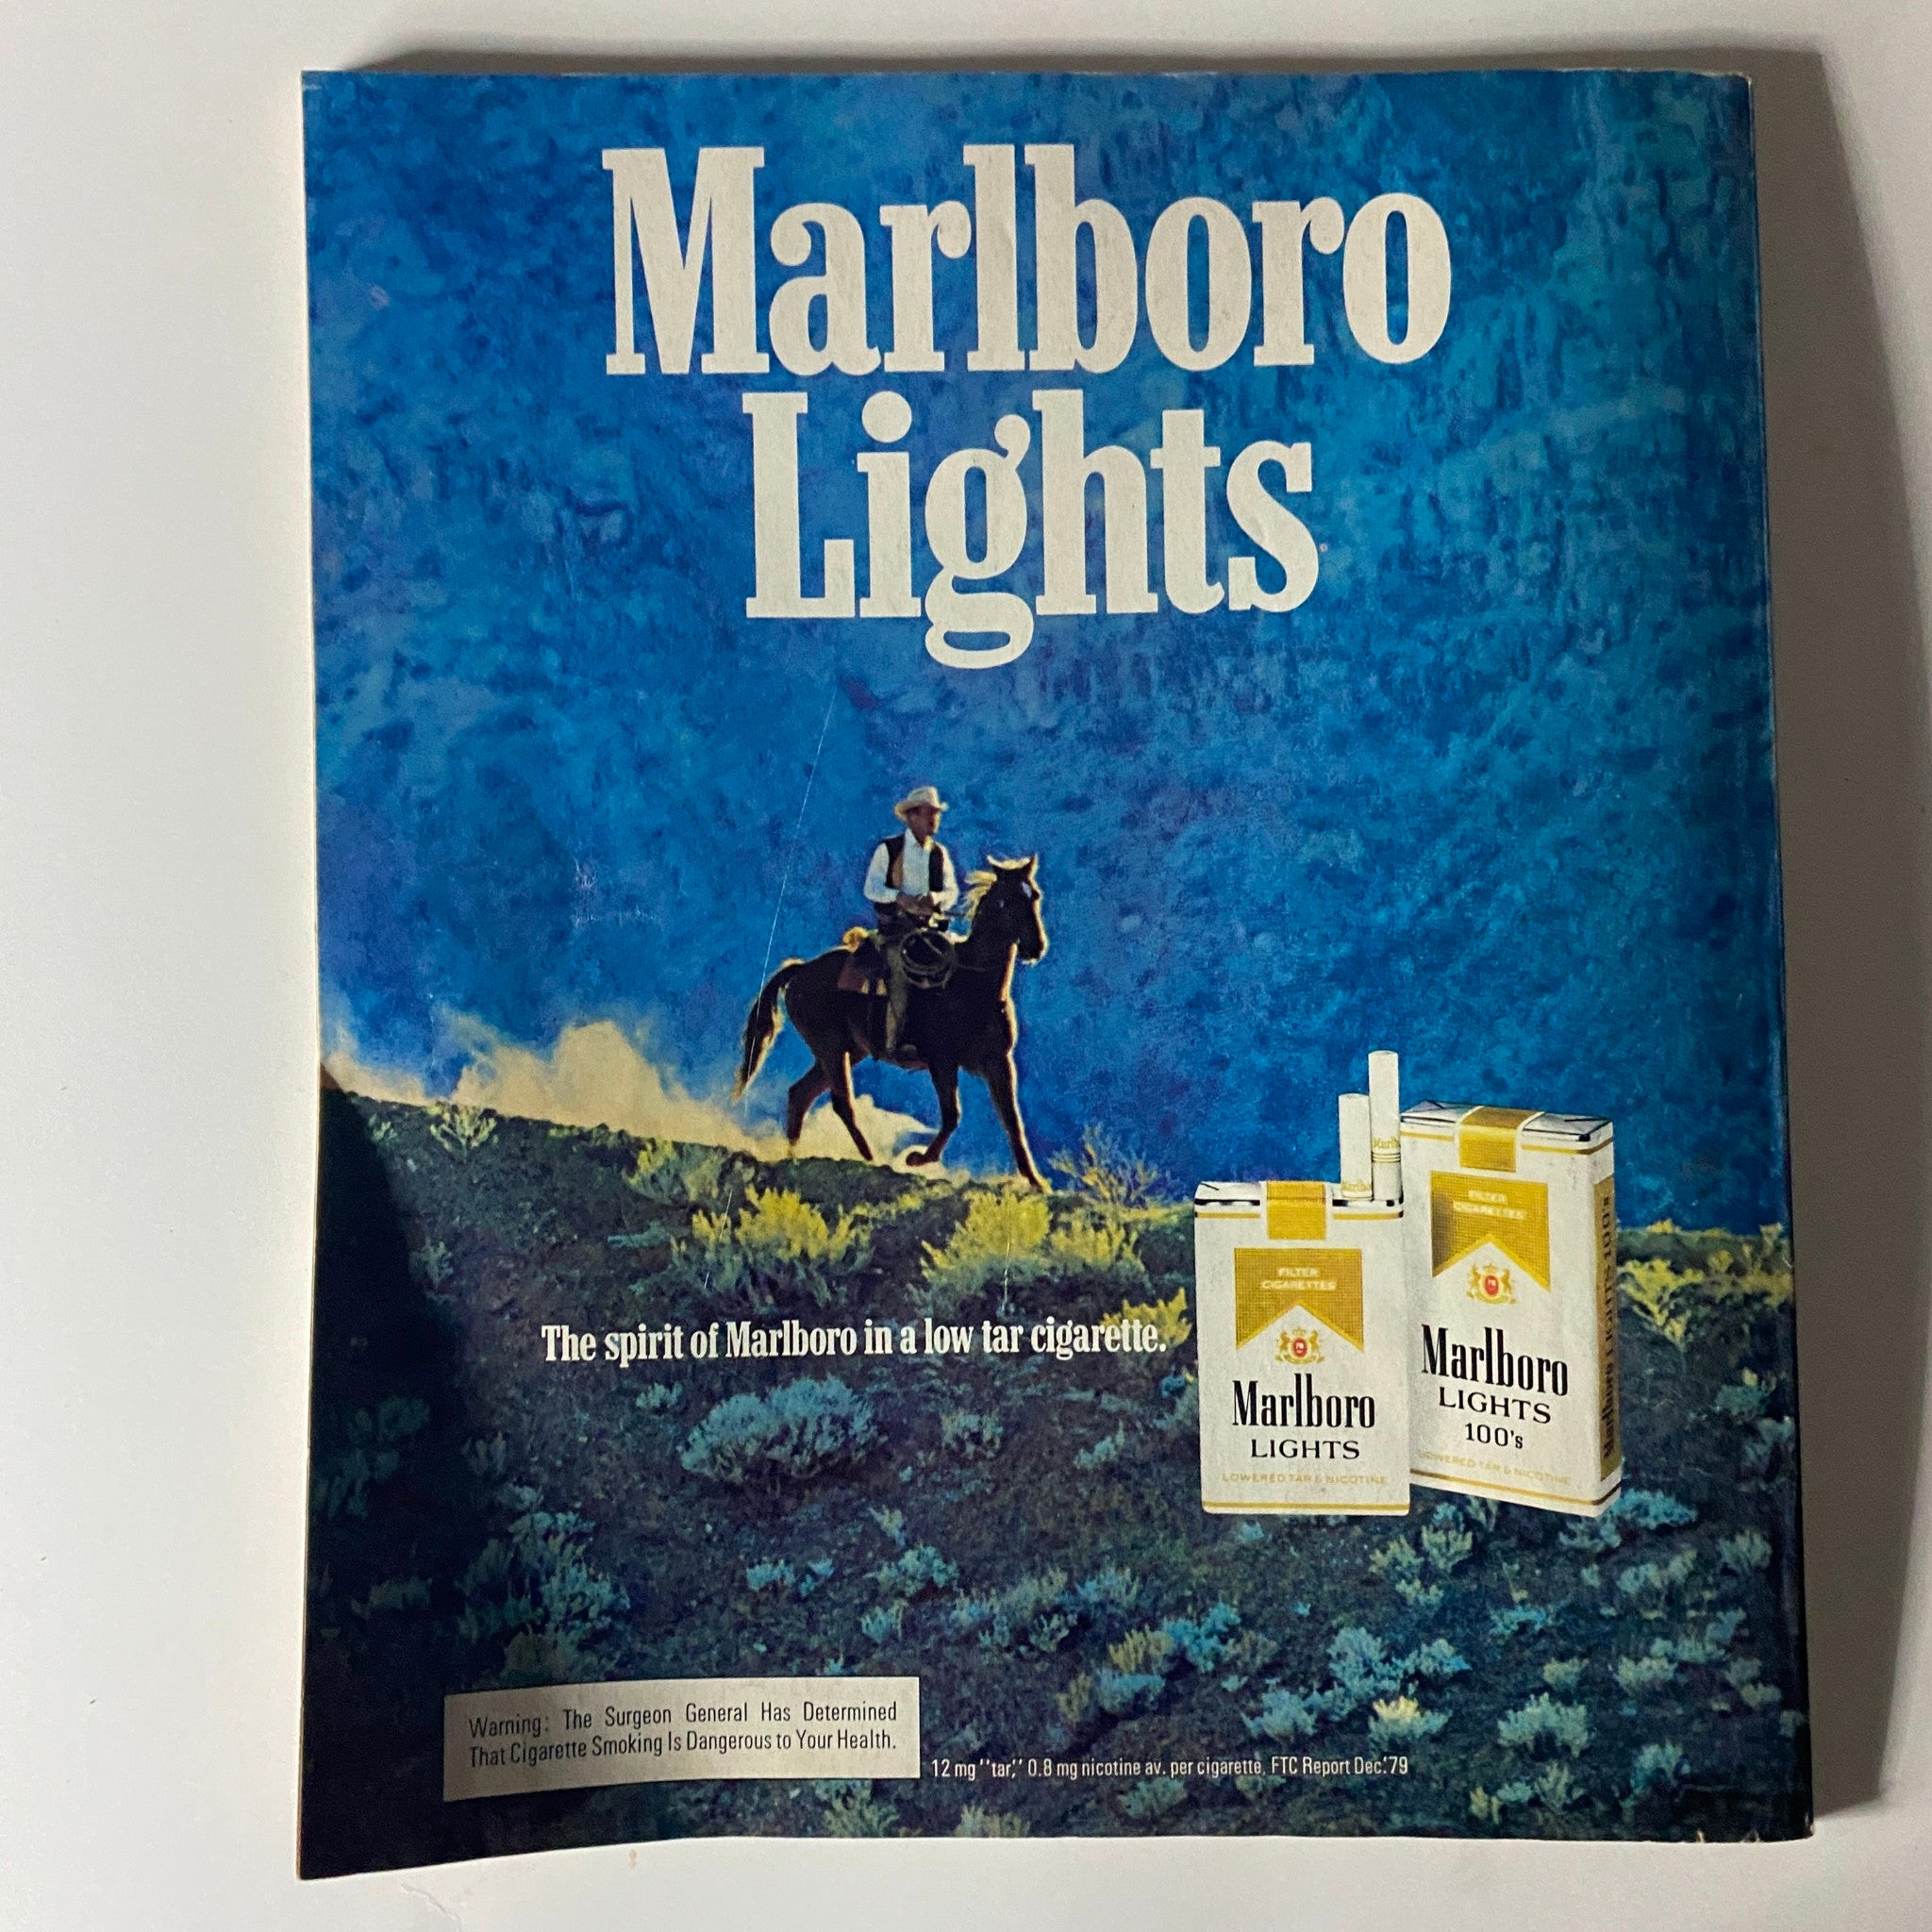 Marlboro
Lights
The spirit of Marlboro in a low tar cigarette.
Marlb
FILTER
CIGARETTES
Marlboro
LIGHTS
LOWERED TAR & NICOTINE
FILTER
CIGARETTES
Marlboro
LIGHTS
100's
LOWERED TAR & NICOTINE
Marlboro LIGHTS 100's
Warning: The Surgeon General Has Determined
That Cigarette Smoking Is Dangerous to Your Health.
12 mg "tar," 0.8 mg nicotine av. per cigarette, FTC Report Dec.'79